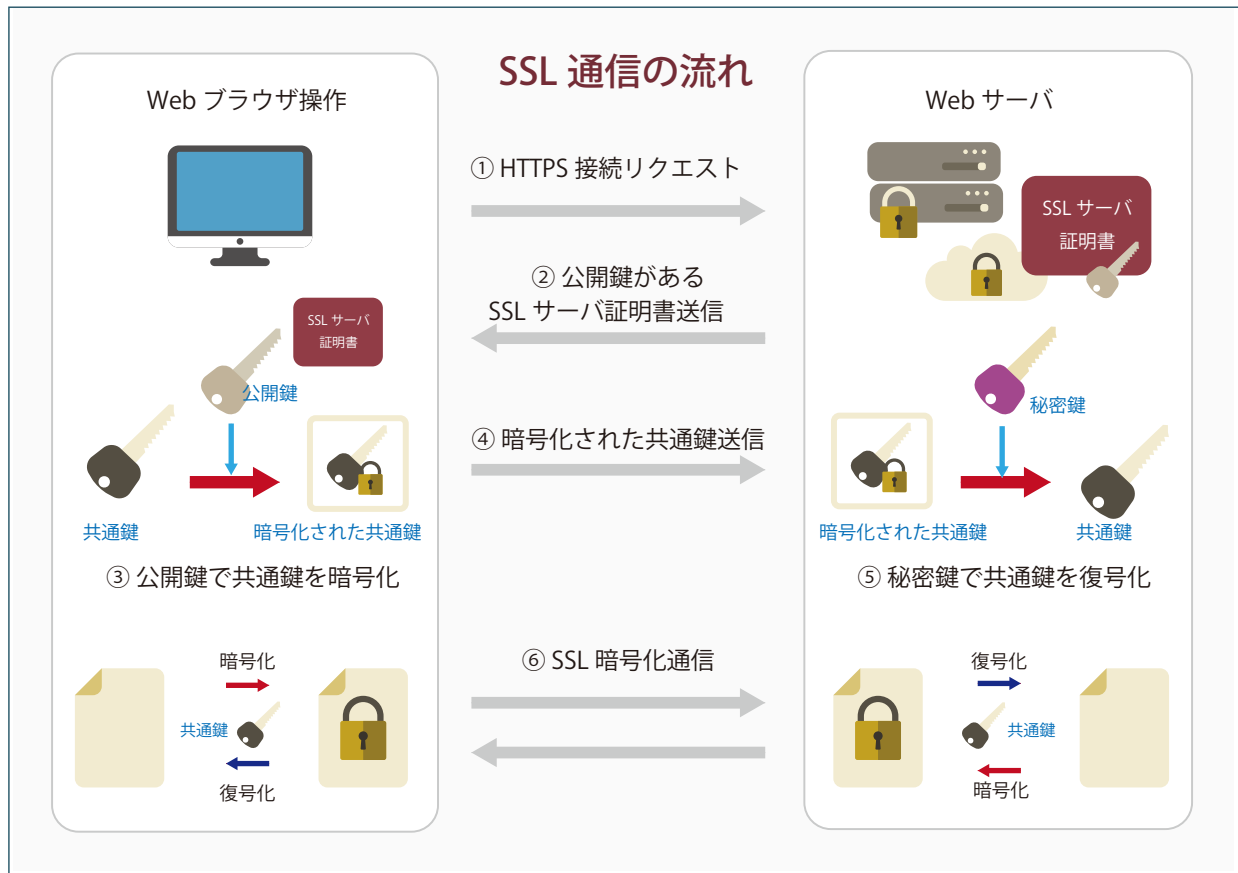 SSL 通信の流れ
Web ブラウザ操作
Web サーバ
① HTTPS 接続リクエスト
SSL サーバ
証明書
② 公開鍵がある
SSL サーバ証明書送信
SSL サーバ
証明書
公開鍵
秘密鍵
④ 暗号化された共通鍵送信
共通鍵
暗号化された共通鍵
暗号化された共通鍵
共通鍵
③ 公開鍵で共通鍵を暗号化
⑤ 秘密鍵で共通鍵を復号化
⑥ SSL 暗号化通信
暗号化
共通鍵
復号化
復号化
共通鍵
暗号化